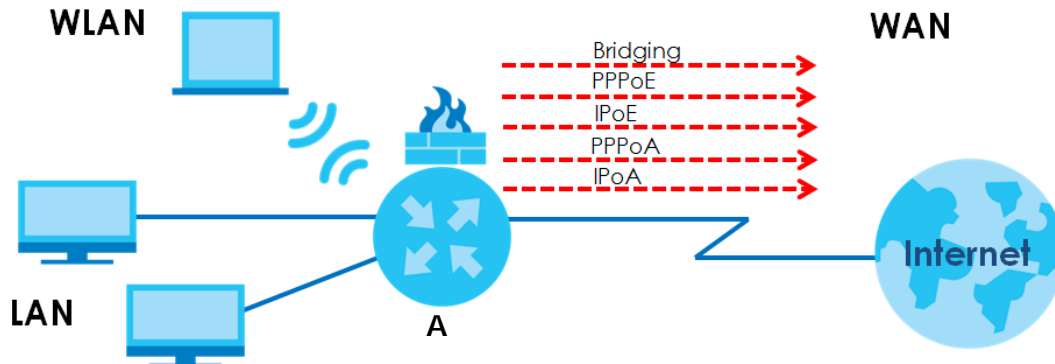 WLAN
WAN
Bridging
PPPoE
IPoE
PPPoA
IPoA
Internet
LAN
A